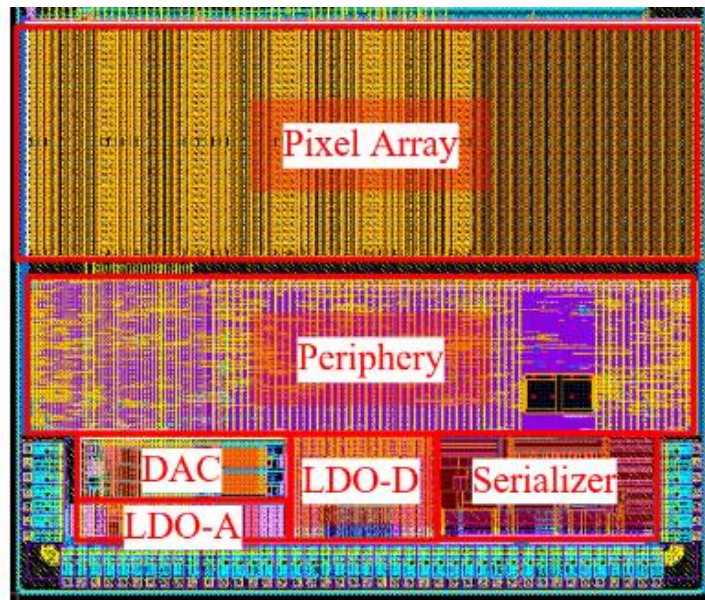 Pixel Array
Periphery
DAC
LDO-D
Serializer
LDO-A